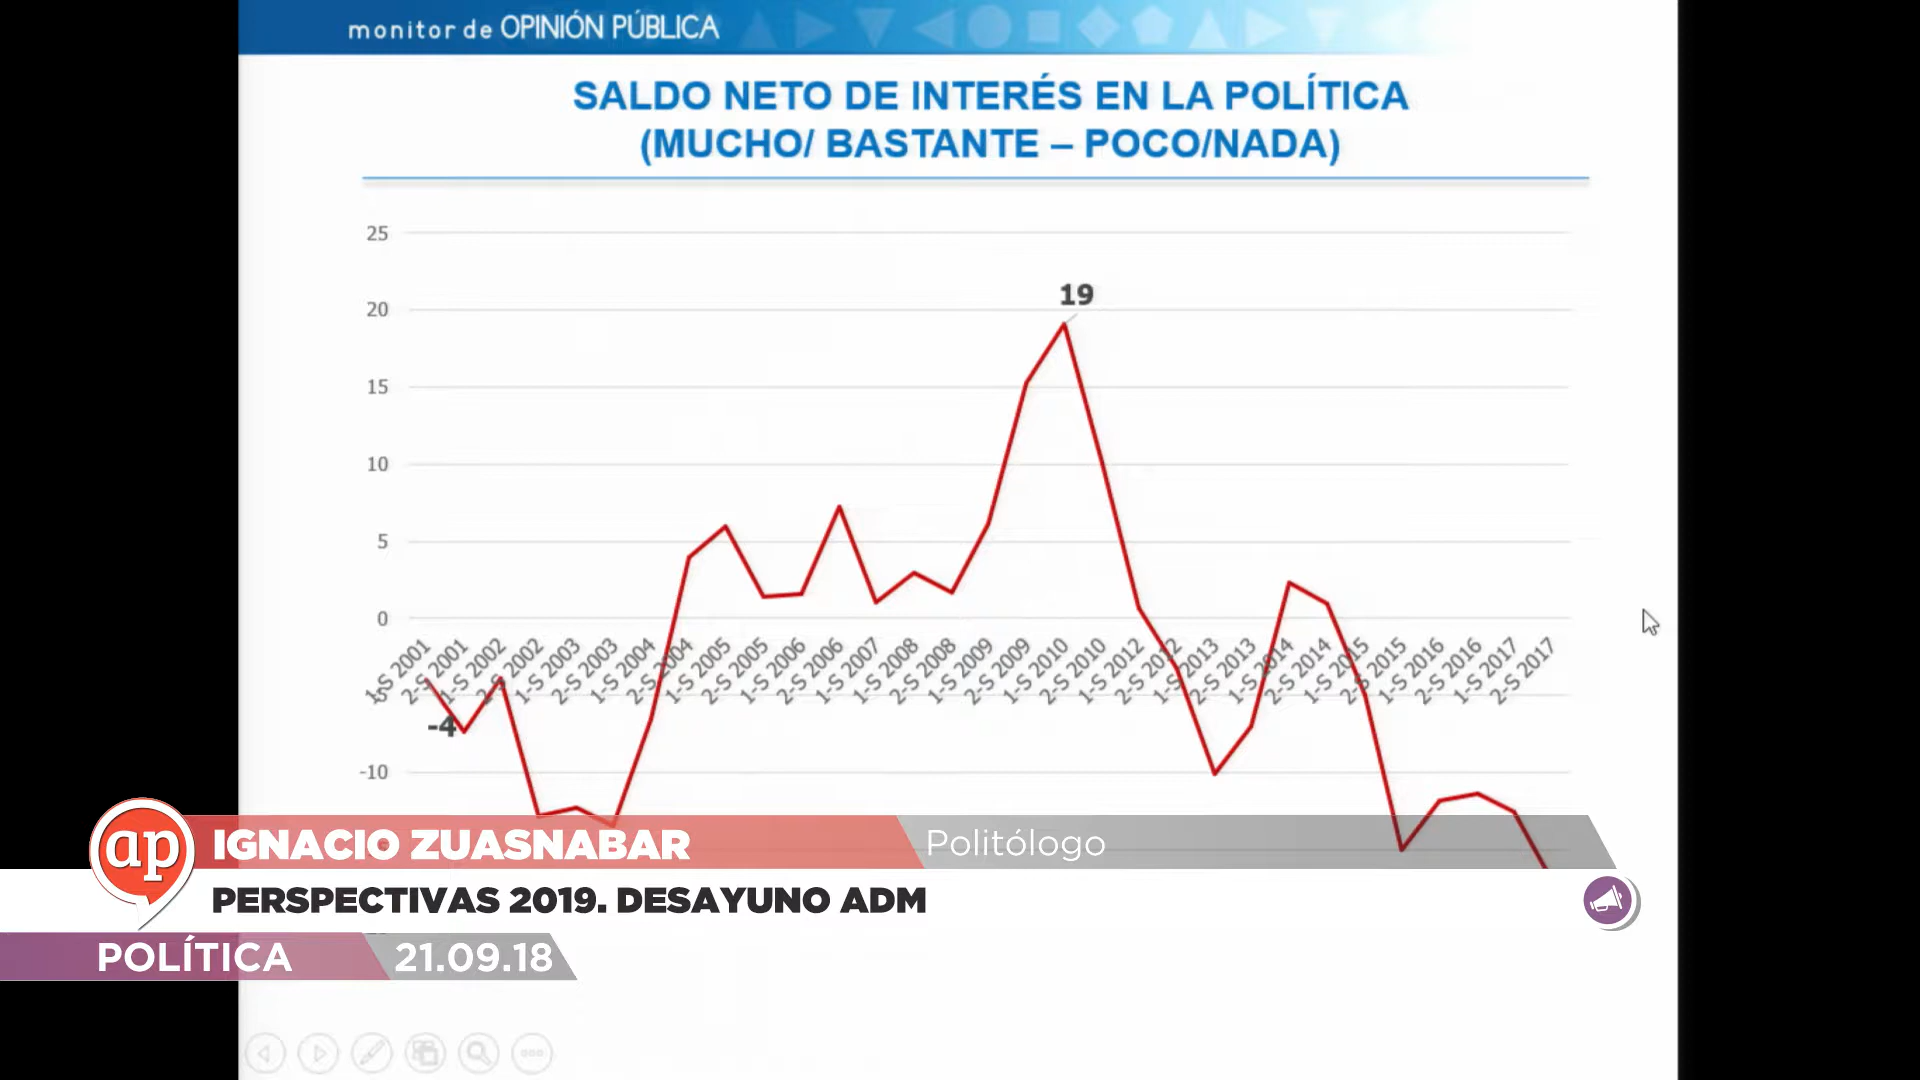 monitor de OPINIÓN PÚBLICA
SALDO NETO DE INTERÉS EN LA POLÍTICA
(MUCHO/ BASTANTE – POCO/NADA)
25
20
15
10
5
0
-5
-10
19
-4
1-S 2001
2-S 2001
1-S 2002
2-S 2002
1-S 2003
2-S 2003
1-S 2004
2-S 2004
1-S 2005
2-S 2005
1-S 2006
2-S 2006
1-S 2007
1-S 2008
2-S 2008
1-S 2009
2-S 2009
1-S 2010
2-S 2010
1-S 2012
2-S 2012
1-S 2013
2-S 2013
1-S 2014
2-S 2014
1-S 2015
2-S 2015
1-S 2016
2-S 2016
1-S 2017
2-S 2017
ap
IGNACIO ZUASNABAR
Politólogo
PERSPECTIVAS 2019. DESAYUNO ADM
POLÍTICA
21.09.18